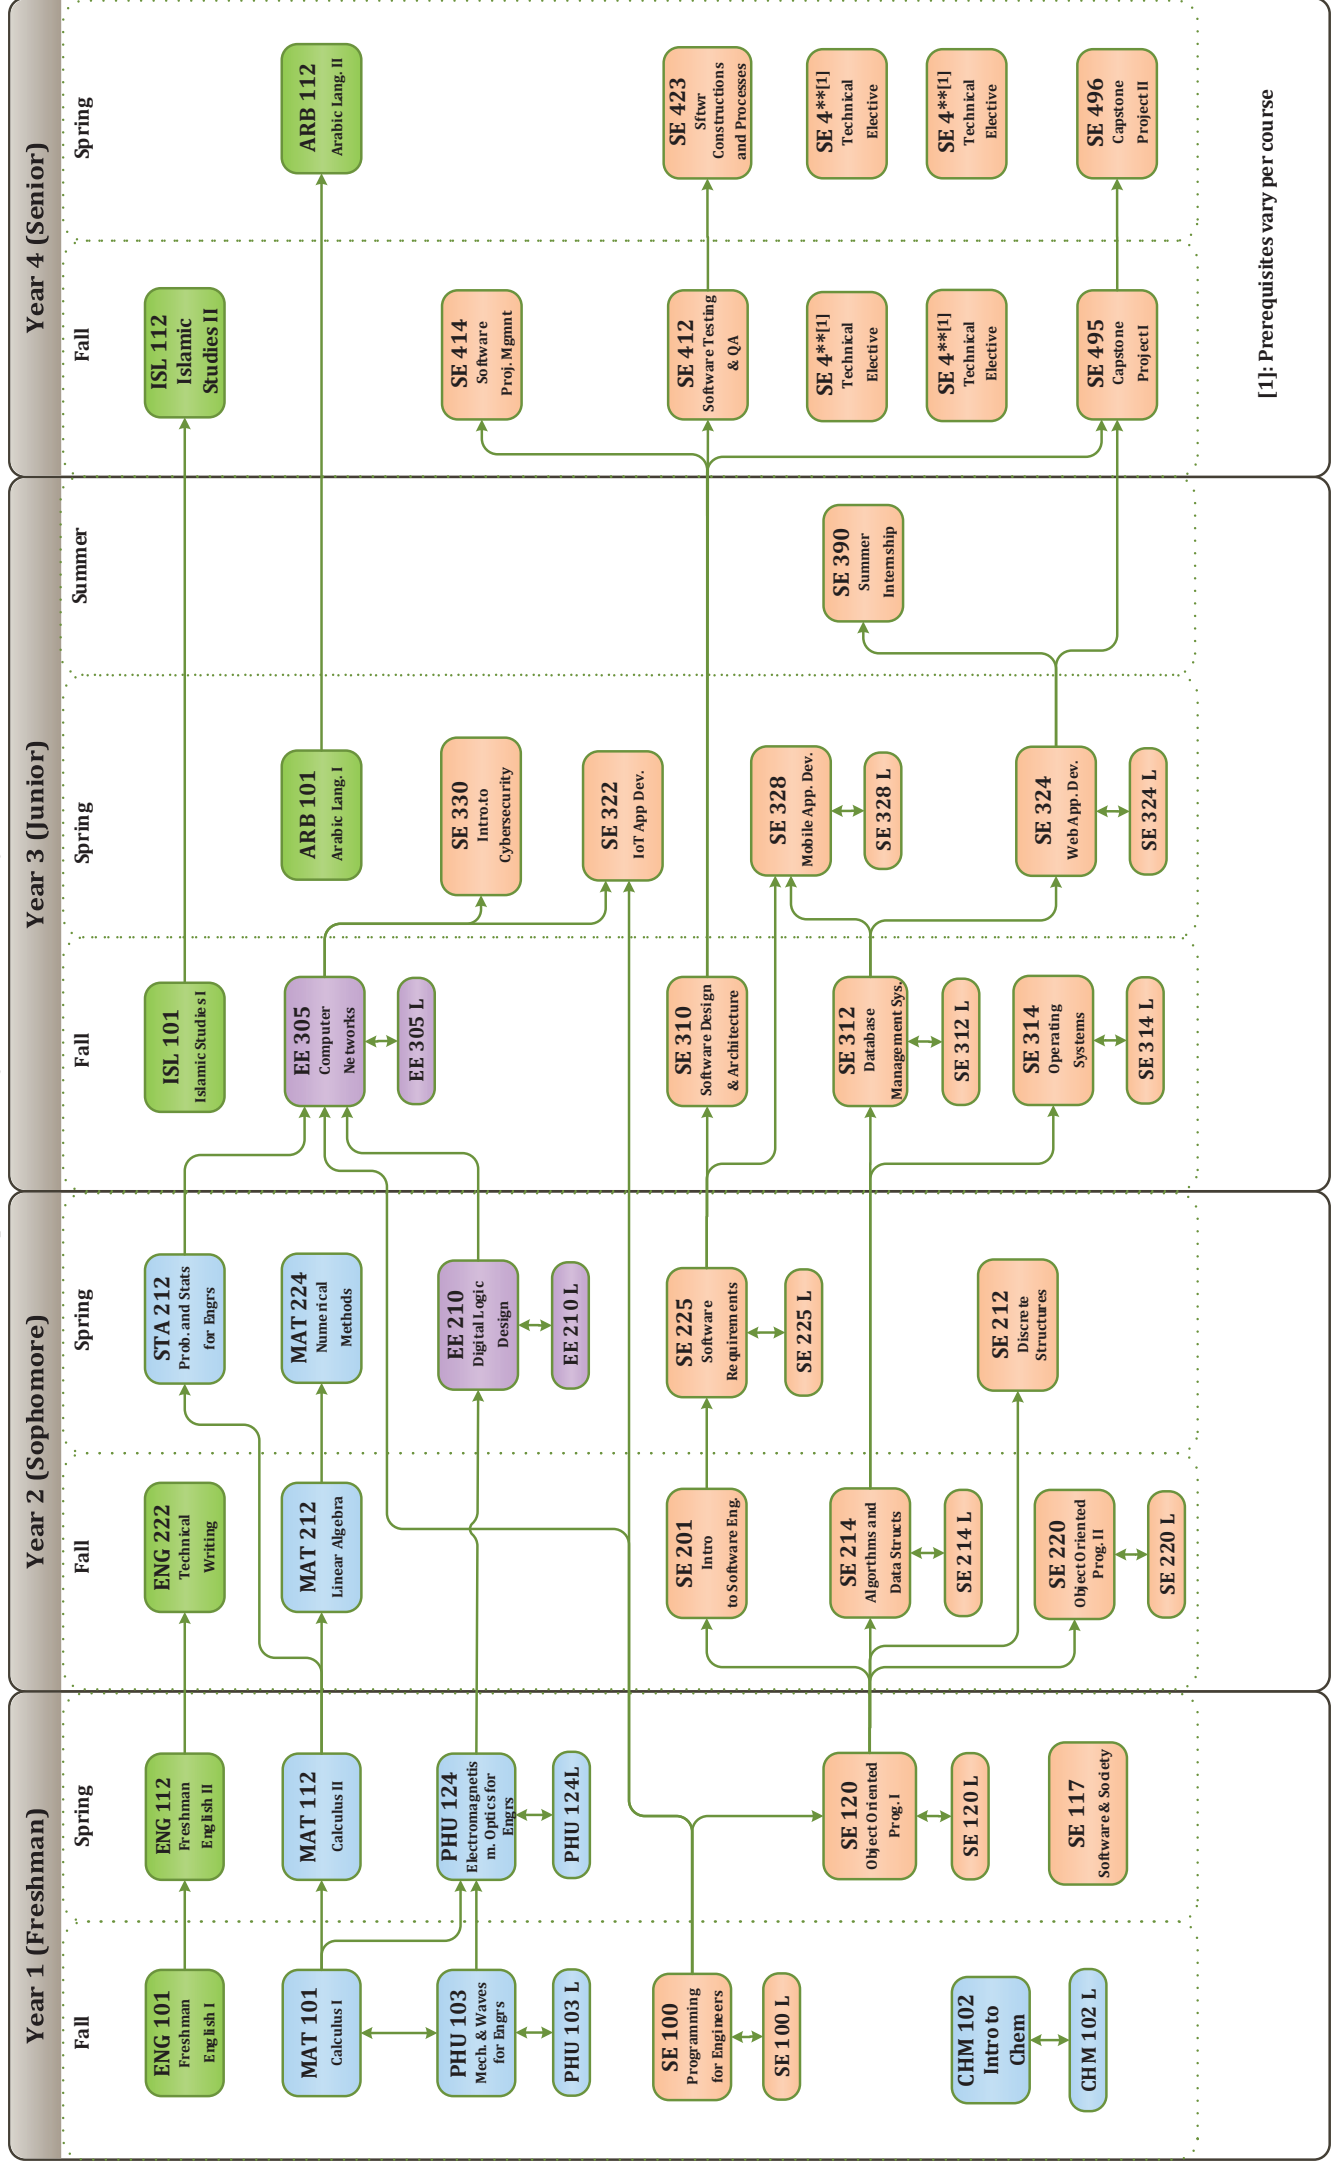 Year 1 (Freshman)
Fall
ENG 101
Freshman
English I
MAT 101
Calculus I
PHU 103
Mech. & Waves
for Engrs
PHU 103 L
SE 100
Programming
for Engineers
SE 100 L
CHM 102
Intro to
Chem
CHM 102 L
Spring
ENG 112
Freshman
English II
MAT 112
Calculus II
PHU 124
Electromagnetis
m. Optics for
Engrs
PHU 124L
SE 120
Object Oriented
Prog. I
SE 120 L
SE 117
Software & Society
Year 2 (Sophomore)
Fall
ENG 222
Technical
Writing
MAT 212
Linear Algebra
SE 201
Intro
to Software Eng.
SE 214
Algorthms and
Data Structs
SE 214 L
SE 220
Object Oriented
Prog. II
SE 220 L
Spring
STA 212
Prob. and Stats
for Engrs
MAT 224
Numerical
Methods
EE 210
Digital Logic
Design
EE 210 L
SE 225
Software
Requirements
SE 225 L
SE 212
Discrete
Structures
Year 3 (Junior)
Fall
ISL 101
Islamic Studies I
EE 305
Computer
Networks
EE 305 L
SE 310
Software Design
& Architecture
SE 312
Database
Management Sys.
SE 312 L
SE 314
Operating
Systems
SE 314 L
Spring
ARB 101
Arabic Lang. I
SE 330
Intro.to
Cybersecurity
SE 322
IoT App Dev.
SE 328
Mobile App. Dev.
SE 328 L
SE 324
Web App. Dev.
SE 324 L
Summer
SE 390
Summer
Internship
Year 4 (Senior)
Fall
ISL 112
Islamic
Studies II
SE 414
Software
Proj. Mgmnt
SE 412
Software Testing
& QA
SE 4**[1]
Technical
Elective
SE 4**[1]
Technical
Elective
SE 495
Capstone
Project I
Spring
ARB 112
Arabic Lang. II
SE 423
Sftwr
Constructions
and Processes
SE 4**[1]
Technical
Elective
SE 4**[1]
Technical
Elective
SE 496
Capstone
Project II
[1]: Prerequisites vary per course